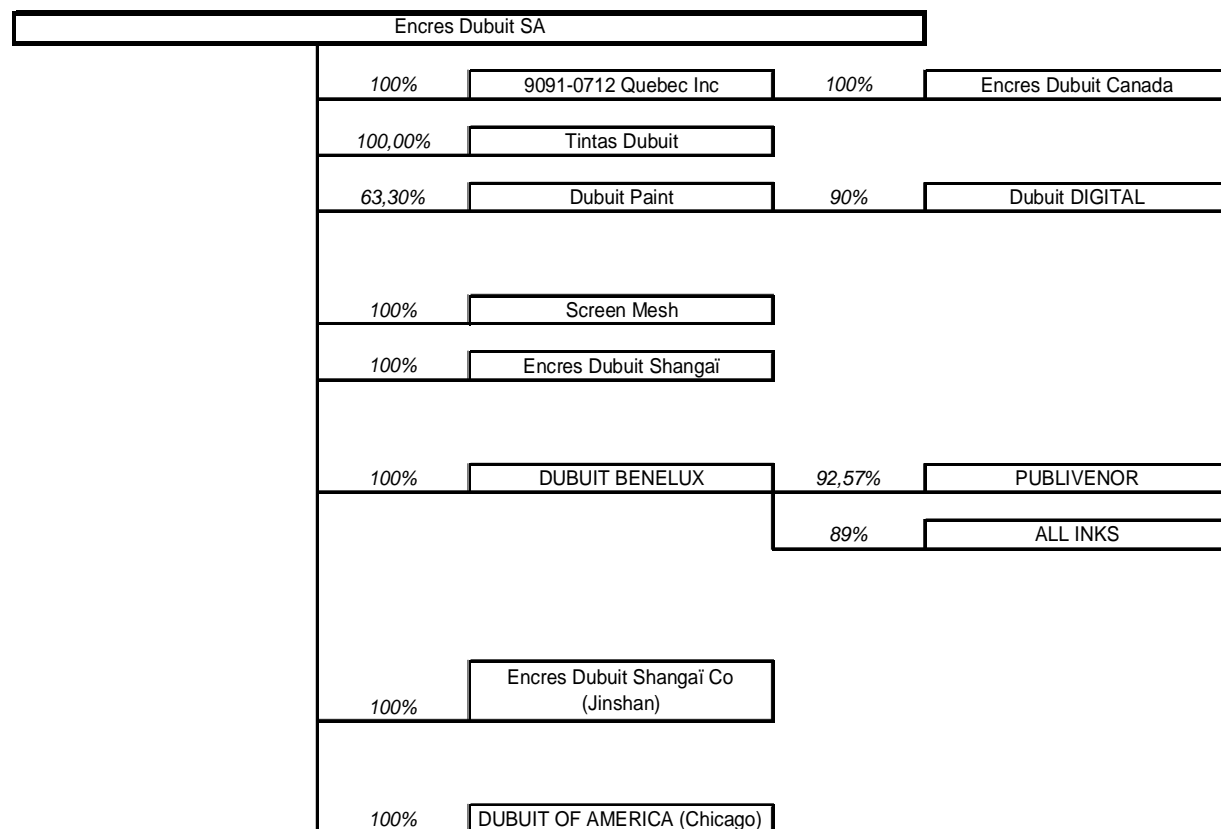 Encres Dubuit SA
100% 9091-0712 Quebec Inc 100% Encres Dubuit Canada
100,00% Tintas Dubuit
63,30% Dubuit Paint 90% Dubuit DIGITAL
100% Screen Mesh
100% Encres Dubuit Shangaï
100% DUBUIT BENELUX 92,57% PUBLIVENOR
89% ALL INKS
Encres Dubuit Shangaï Co
100% (Jinshan)
100% DUBUIT OF AMERICA (Chicago)